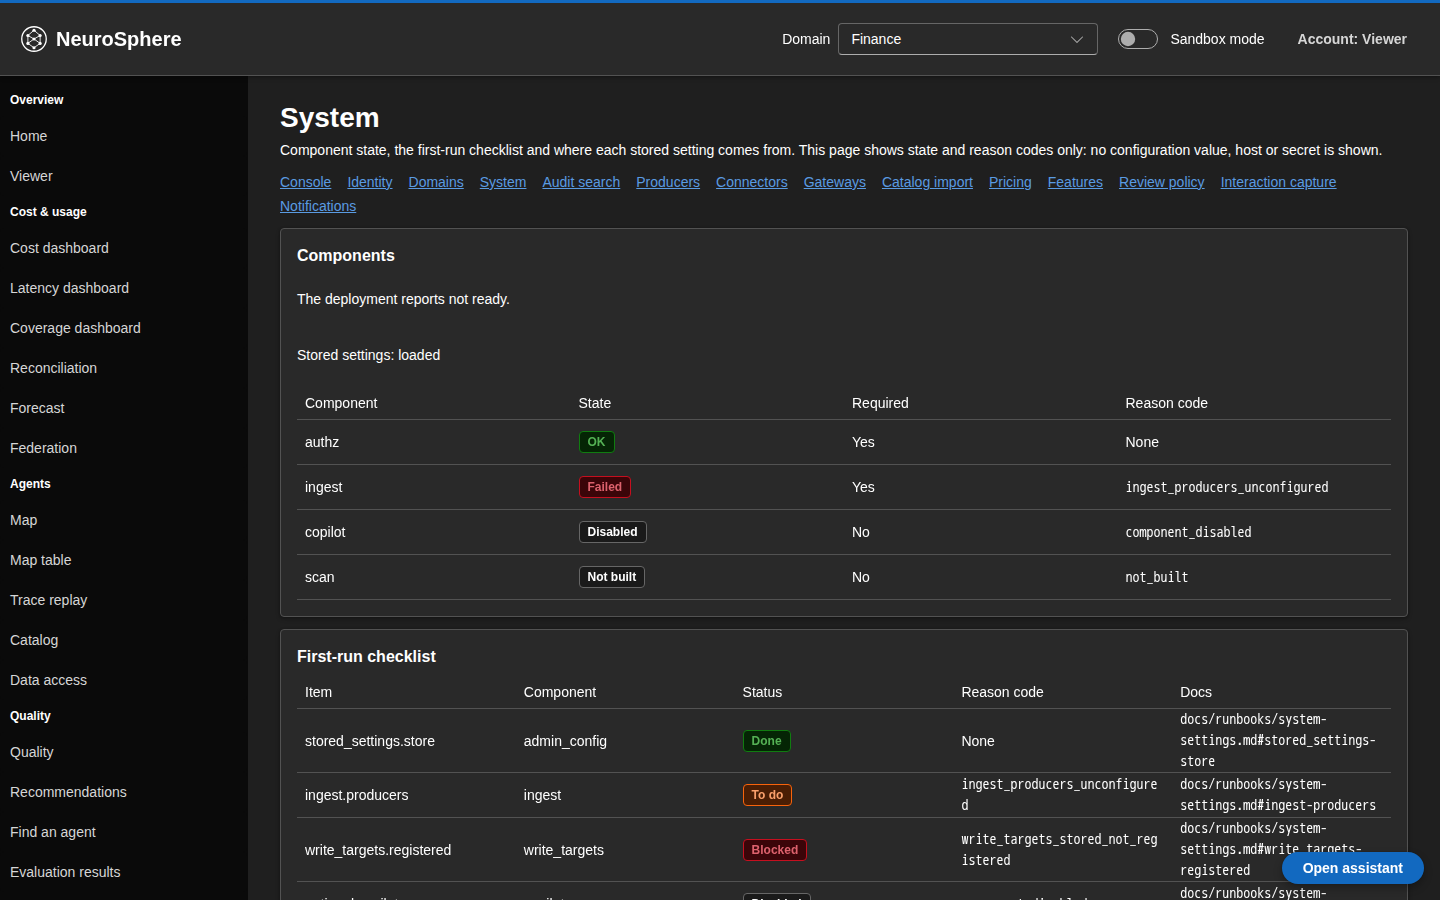 NeuroSphere
Domain
Finance
Sandbox mode
Account: Viewer
Overview
Home
Viewer
Cost & usage
Cost dashboard
Latency dashboard
Coverage dashboard
Reconciliation
Forecast
Federation
Agents
Map
Map table
Trace replay
Catalog
Data access
Quality
Quality
Recommendations
Find an agent
Evaluation results
System
Component state, the first-run checklist and where each stored setting comes from. This page shows state and reason codes only: no configuration value, host or secret is shown.
Console Identity Domains System Audit search Producers Connectors Gateways Catalog import Pricing Features Review policy Interaction capture
Notifications
Components
The deployment reports not ready.
Stored settings: loaded
Component State Required Reason code
authz OK Yes None
ingest Failed Yes ingest_producers_unconfigured
copilot Disabled No component_disabled
scan Not built No not_built
First-run checklist
Item Component Status Reason code Docs
stored_settings.store admin_config Done None
docs/runbooks/system-
settings.md#stored_settings-
store
ingest.producers ingest To do
ingest_producers_unconfigure
d
docs/runbooks/system-
settings.md#ingest-producers
write_targets.registered write_targets Blocked
write_targets_stored_not_reg
istered
docs/runbooks/system-
settings.md#write_targets-
registered
docs/runbooks/system-
Open assistant